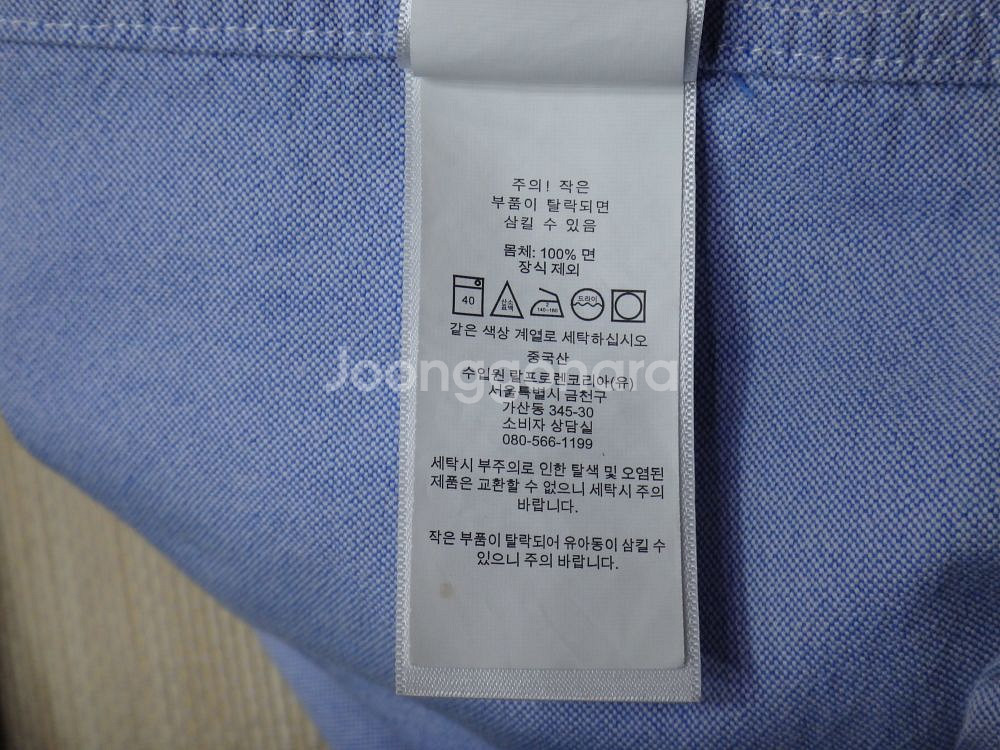 주의! 작은
부품이 탈락되면
삼킬 수 있음
몸체: 100% 면
장식 제외
40
산소
표백
2
140~160
드라이
같은 색상 계열로 세탁하십시오
중국산
Joonggonara
수입원 랄프로렌코리아(유)
서울특별시 금천구
가산동 345-30
소비자 상담실
080-566-1199
세탁시 부주의로 인한 탈색 및 오염된
제품은 교환할 수 없으니 세탁시 주의
바랍니다.
작은 부품이 탈락되어 유아동이 삼킬 수
있으니 주의 바랍니다.